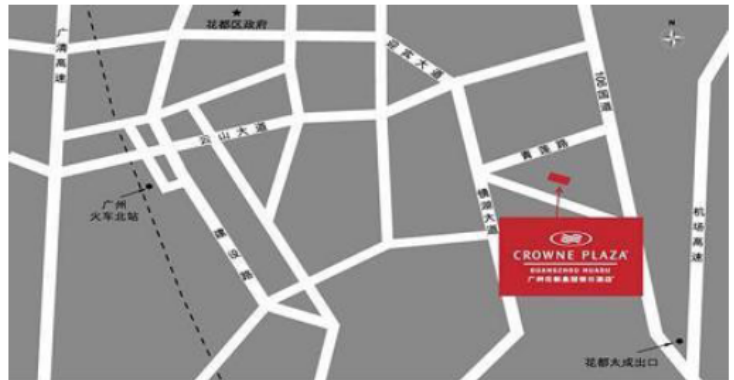 花都区政府
N
广清高速
迎宾大道
106国道
云山大道
青莲路
广州
火车北站
镜湖大道
机场高速
建设路
CROWNE PLAZA
GUANGZHOU HUADU
广州花都皇冠假日酒店
花都大成出口